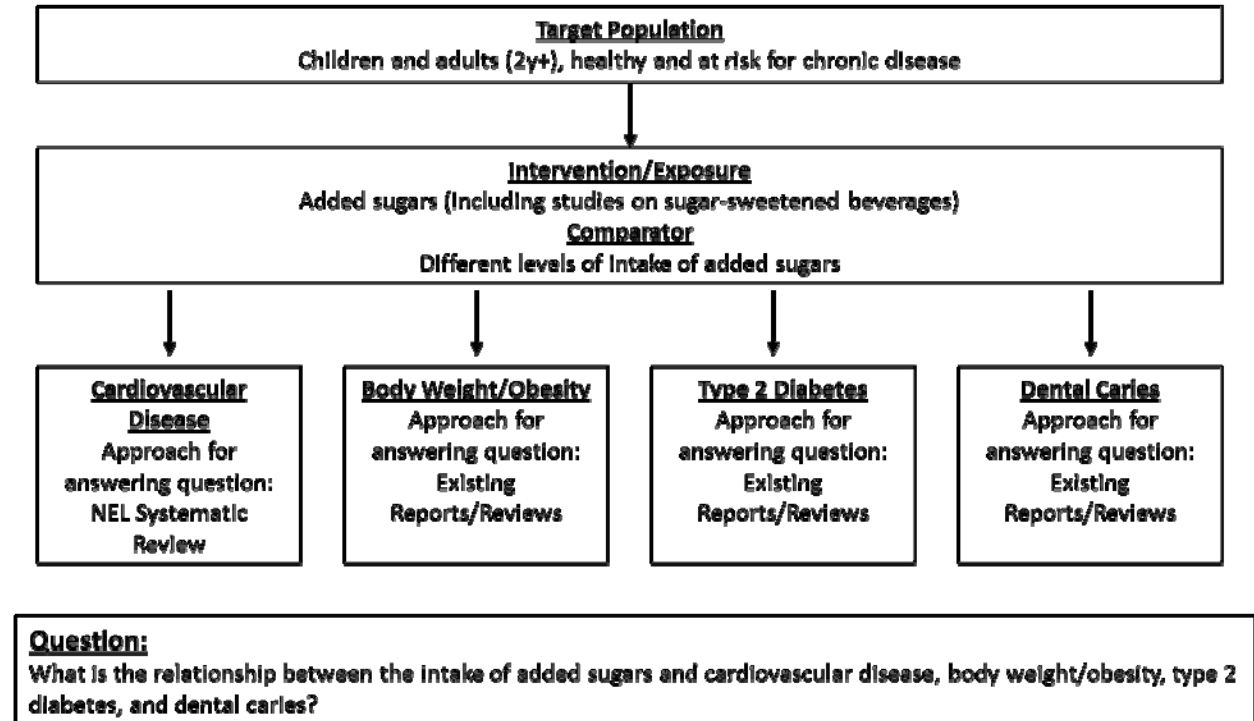 Target Population
Children and adults (2y+), healthy and at risk for chronic disease
Intervention/Exposure
Added sugars (including studies on sugar-sweetened beverages)
Comparator
Different levels of intake of added sugars
Cardiovascular
Disease
Approach for
answering question:
NEL Systematic
Review
Body Weight/Obesity
Approach for
answering question:
Existing
Reports/Reviews
Type 2 Diabetes
Approach for
answering question:
Existing
Reports/Reviews
Dental Caries
Approach for
answering question:
Existing
Reports/Reviews
Question:
What is the relationship between the intake of added sugars and cardiovascular disease, body weight/obesity, type 2
diabetes, and dental caries?